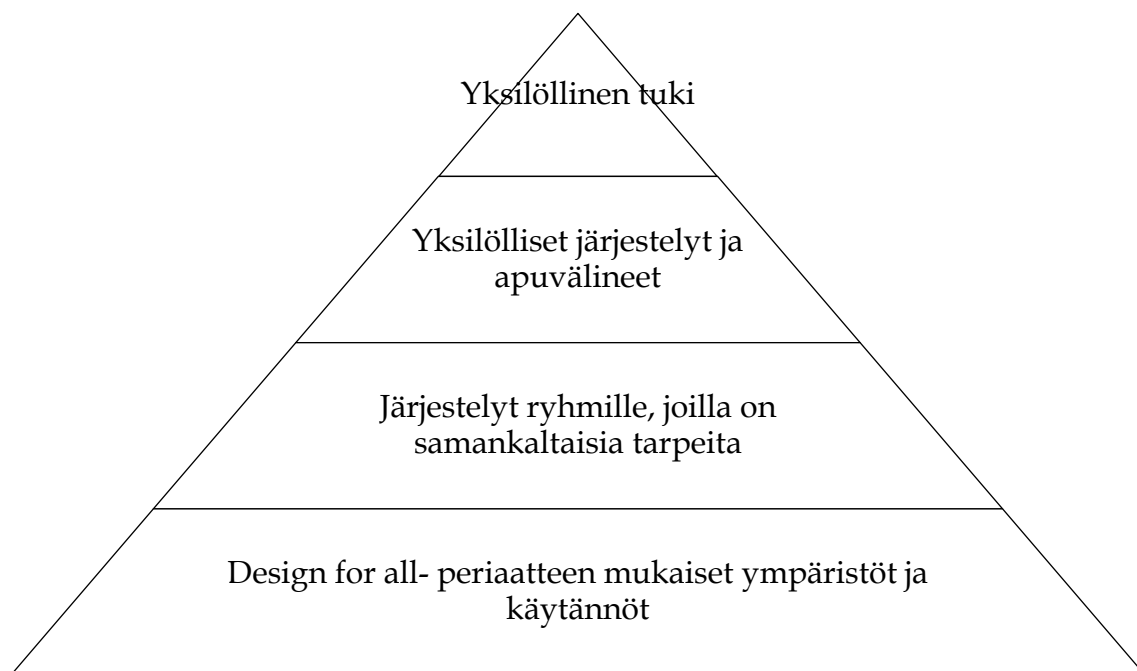 Yksilöllinen tuki
Yksilölliset järjestelyt ja
apuvälineet
Järjestelyt ryhmille, joilla on
samankaltaisia tarpeita
Design for all- periaatteen mukaiset ympäristöt ja
käytännöt